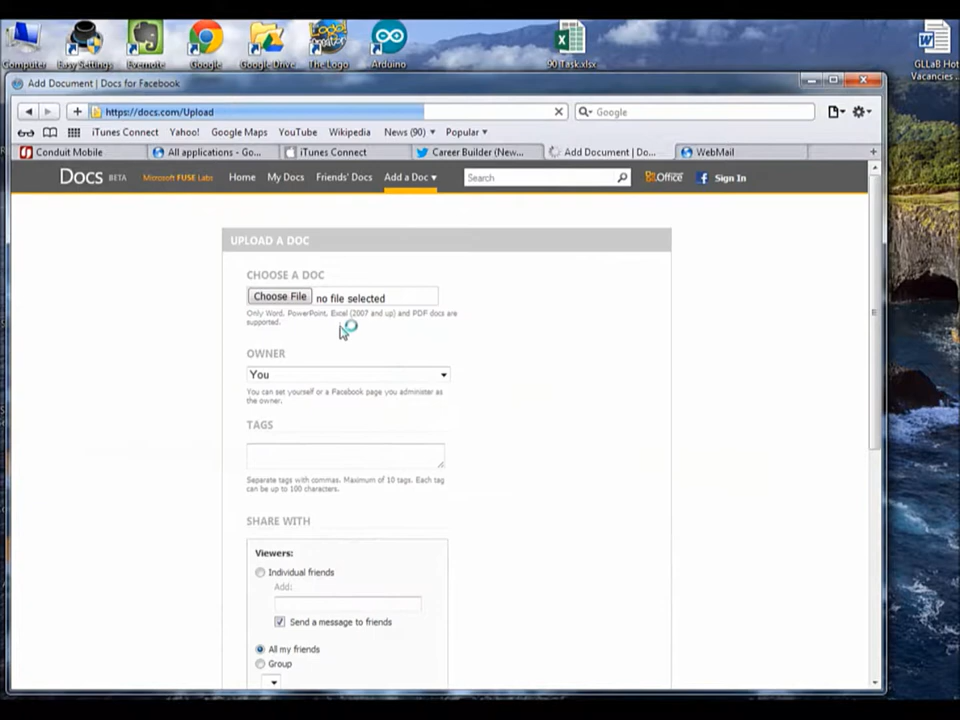 Computer
Easy Settings
Evernote
Google
Google Drive
The Logo
Arduino
90 Task.xlsx
GLLaB Hot
Vacancies
Add Document | Docs for Facebook
https://docs.com/Upload
Google
iTunes Connect
Yahoo!
Google Maps
YouTube
Wikipedia
News (90)
Popular
Conduit Mobile
All applications - Go...
iTunes Connect
Career Builder (New...
Add Document | Do...
WebMail
Docs BETA
Microsoft FUSE Labs
Home
My Docs
Friends' Docs
Add a Doc
Search
Office
Sign In
UPLOAD A DOC
CHOOSE A DOC
Choose File no file selected
Only Word, PowerPoint, Excel (2007 and up) and PDF docs are
supported.
OWNER
You
You can set yourself or a Facebook page you administer as
the owner.
TAGS
Separate tags with commas. Maximum of 10 tags. Each tag
can be up to 100 characters.
SHARE WITH
Viewers:
Individual friends
Add:
Send a message to friends
All my friends
Group